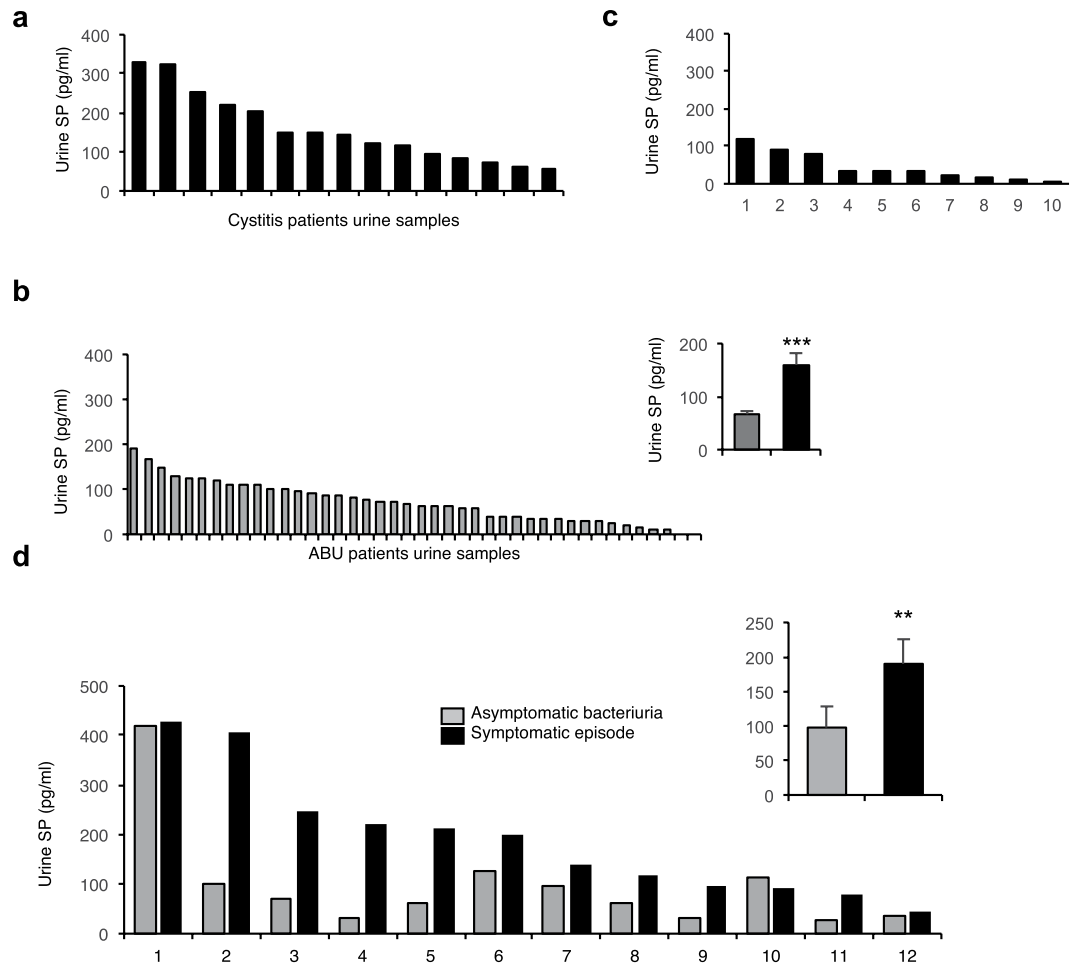 a
400
300
200
100
0
Urine SP (pg/ml)
Cystitis patients urine samples
c
400
300
200
100
0
Urine SP (pg/ml)
1 2 3 4 5 6 7 8 9 10
b
400
300
200
100
0
Urine SP (pg/ml)
ABU patients urine samples
200
100
0
Urine SP (pg/ml)
***
d
500
400
300
200
100
0
Urine SP (pg/ml)
Asymptomatic bacteriuria
Symptomatic episode
1 2 3 4 5 6 7 8 9 10 11 12
250
200
150
100
50
0
**